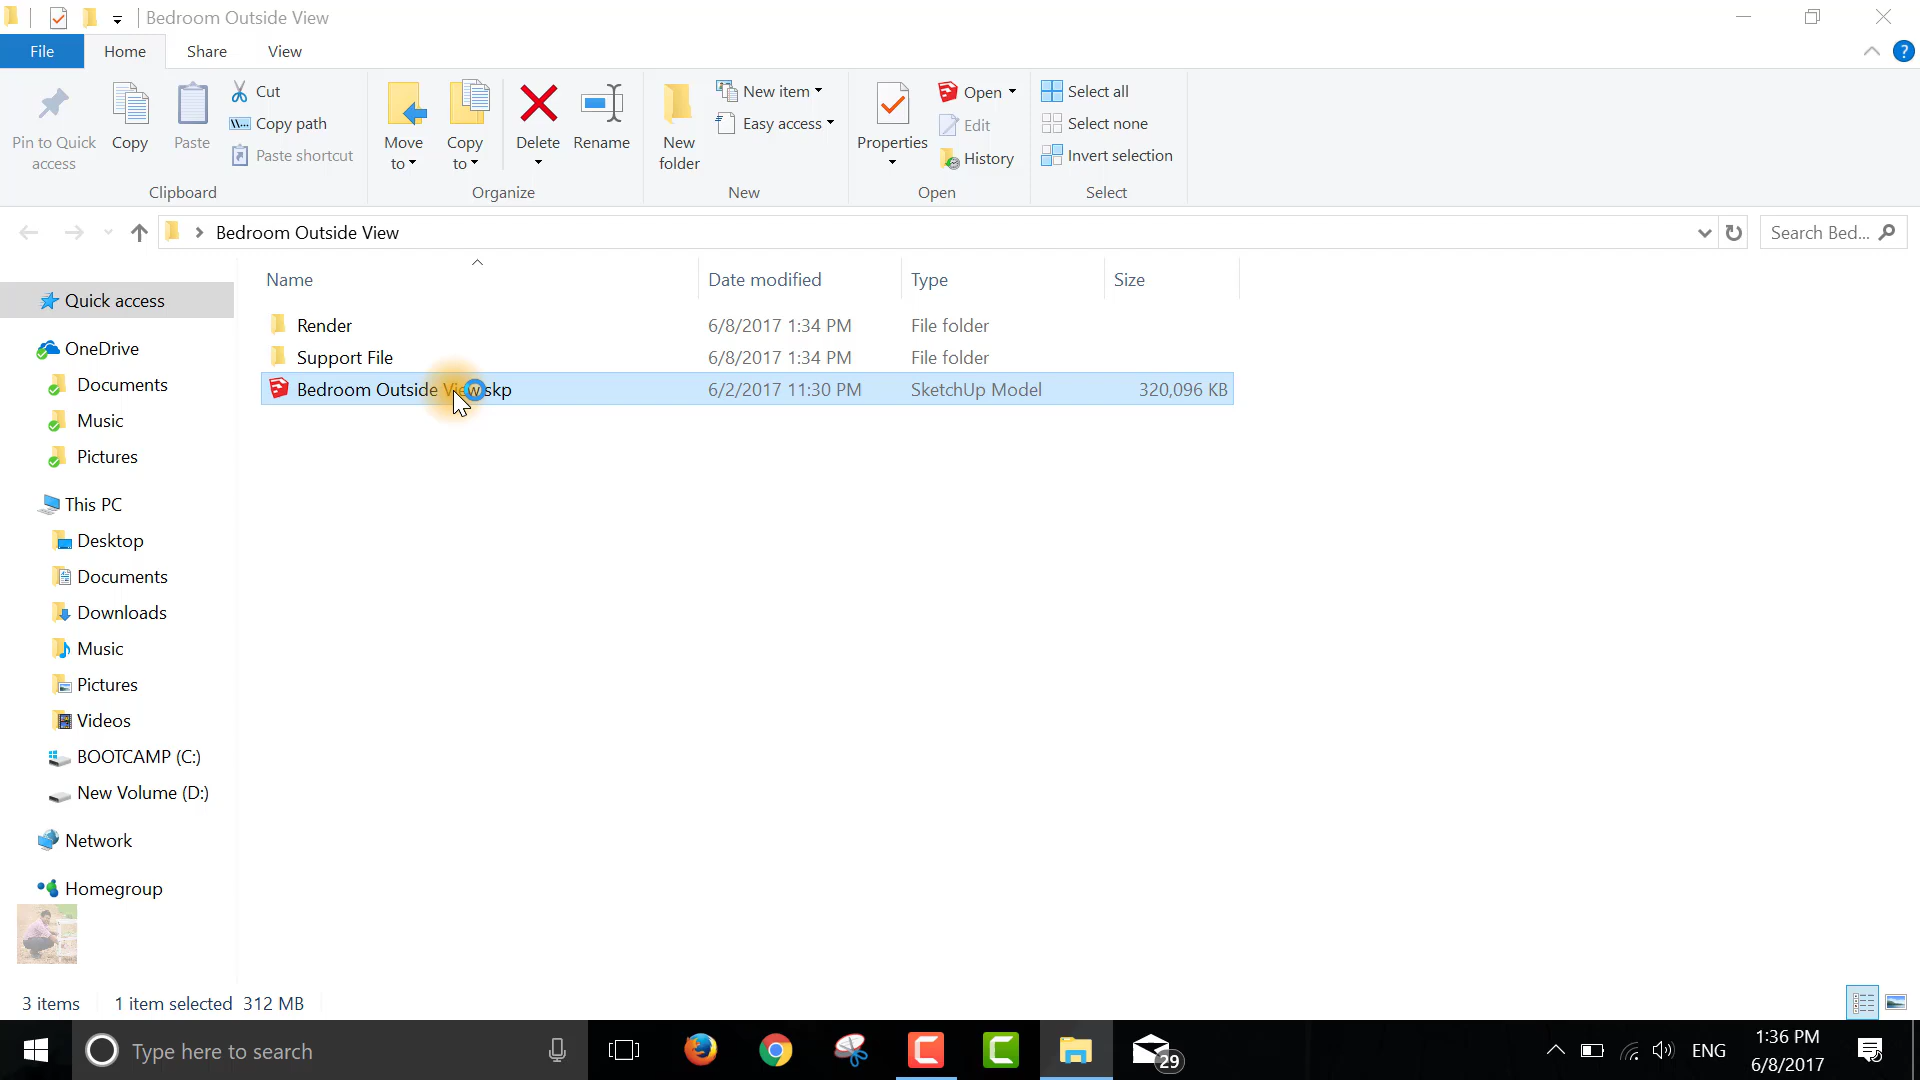 Bedroom Outside View
File Home Share View
Pin to Quick access
Copy
Paste
Cut
Copy path
Paste shortcut
Clipboard
Move to
Copy to
Delete
Rename
Organize
New folder
New item
Easy access
New
Properties
Open
Edit
History
Open
Select all
Select none
Invert selection
Select
Bedroom Outside View
Search Bed...
Name Date modified Type Size
Render 6/8/2017 1:34 PM File folder
Support File 6/8/2017 1:34 PM File folder
Bedroom Outside View.skp 6/2/2017 11:30 PM SketchUp Model 320,096 KB
Quick access
OneDrive
Documents
Music
Pictures
This PC
Desktop
Documents
Downloads
Music
Pictures
Videos
BOOTCAMP (C:)
New Volume (D:)
Network
Homegroup
3 items 1 item selected 312 MB
Type here to search
29
ENG
1:36 PM
6/8/2017